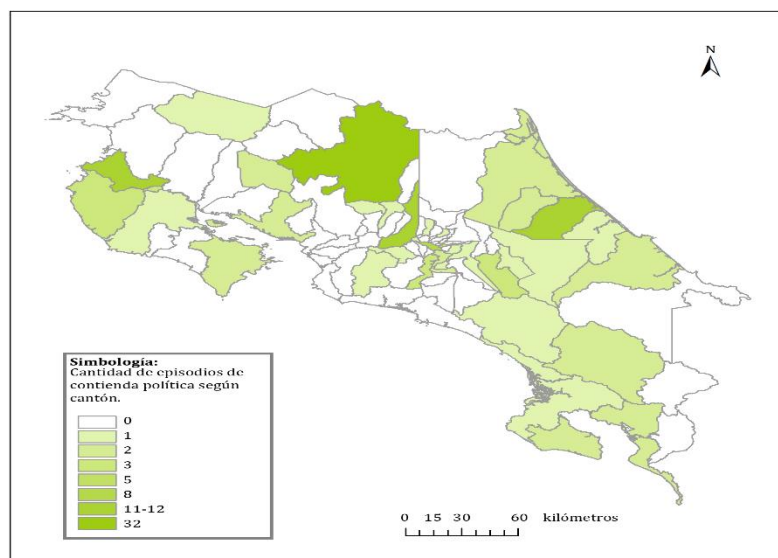 N
Simbología:
Cantidad de episodios de
contienda política según
cantón.
0
1
2
3
5
8
11-12
32
0 15 30 60 kilómetros